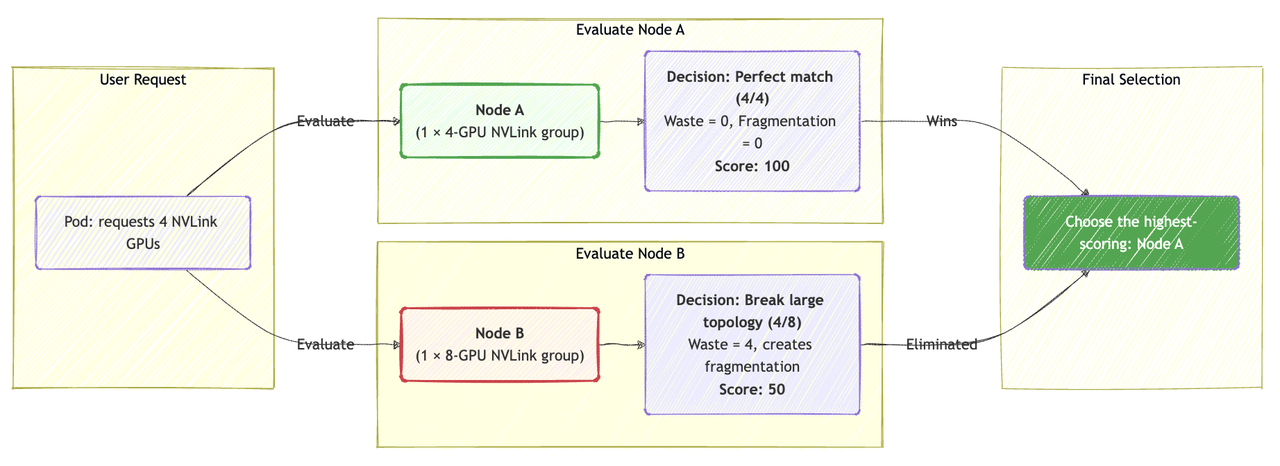 User Request
Pod: requests 4 NVLink
GPUs
Evaluate
Evaluate
Evaluate Node A
Node A
(1 × 4-GPU NVLink group)
Decision: Perfect match
(4/4)
Waste = 0, Fragmentation
= 0
Score: 100
Wins
Evaluate Node B
Node B
(1 × 8-GPU NVLink group)
Decision: Break large
topology (4/8)
Waste = 4, creates
fragmentation
Score: 50
Eliminated
Final Selection
Choose the highest-
scoring: Node A